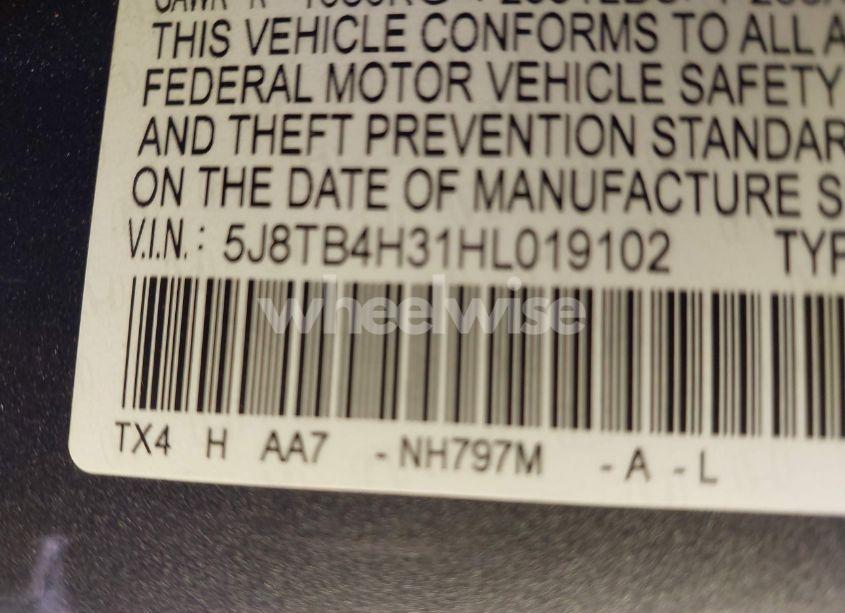 THIS VEHICLE CONFORMS TO ALL A
FEDERAL MOTOR VEHICLE SAFETY
AND THEFT PREVENTION STANDAR
ON THE DATE OF MANUFACTURE S
V.I.N.: 5J8TB4H31HL019102 TYP
wheelwise
TX4 H AA7 -NH797M -A -L